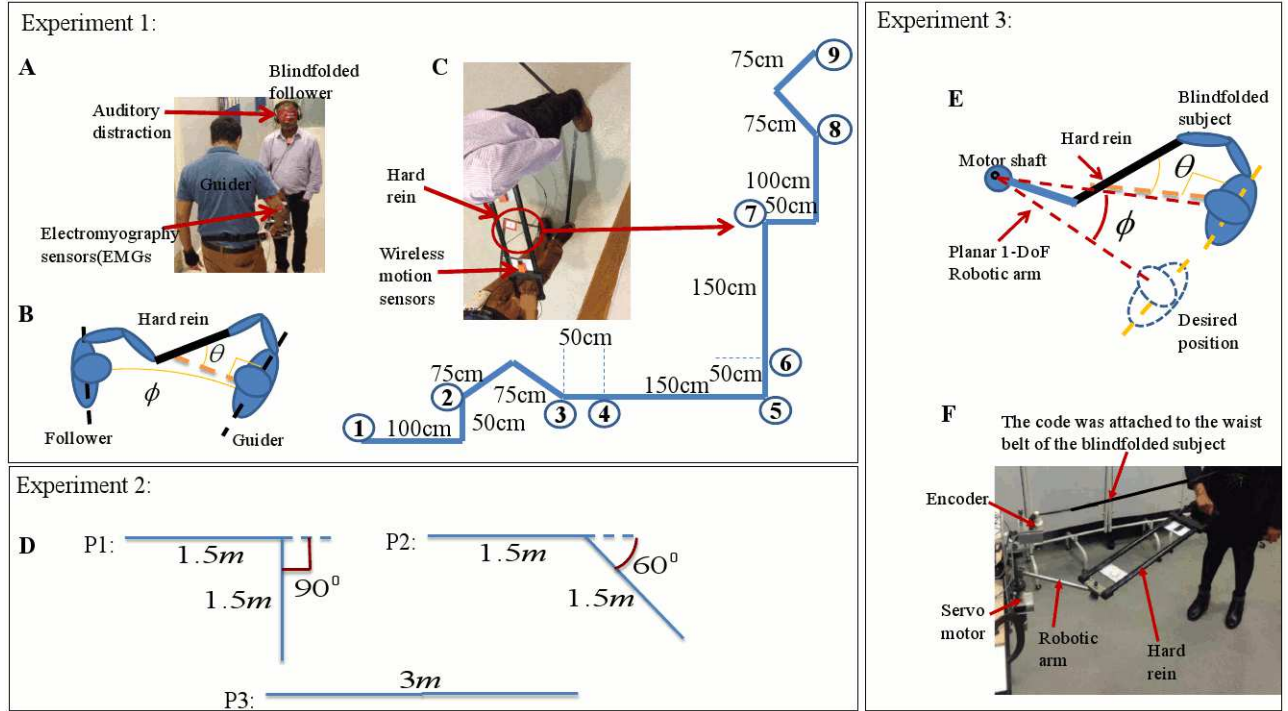 Experiment 1:
A
Blindfolded
follower
Auditory
distraction
Guider
Electromyography
sensors(EMGs
B
Hard rein
θ
ϕ
Follower
Guider
C
Hard
rein
Wireless
motion
sensors
75cm
9
75cm
8
100cm
50cm
7
150cm
50cm
6
50cm
75cm
2
75cm
150cm
3
4
5
50cm
1
100cm
Experiment 2:
D
P1:
1.5m
90⁰
1.5m
P2:
1.5m
60⁰
1.5m
P3:
3m
Experiment 3:
E
Blindfolded
subject
Hard rein
Motor shaft
θ
ϕ
Planar 1-DoF
Robotic arm
Desired
position
F
The code was attached to the waist
belt of the blindfolded subject
Encoder
Servo
motor
Robotic
arm
Hard
rein